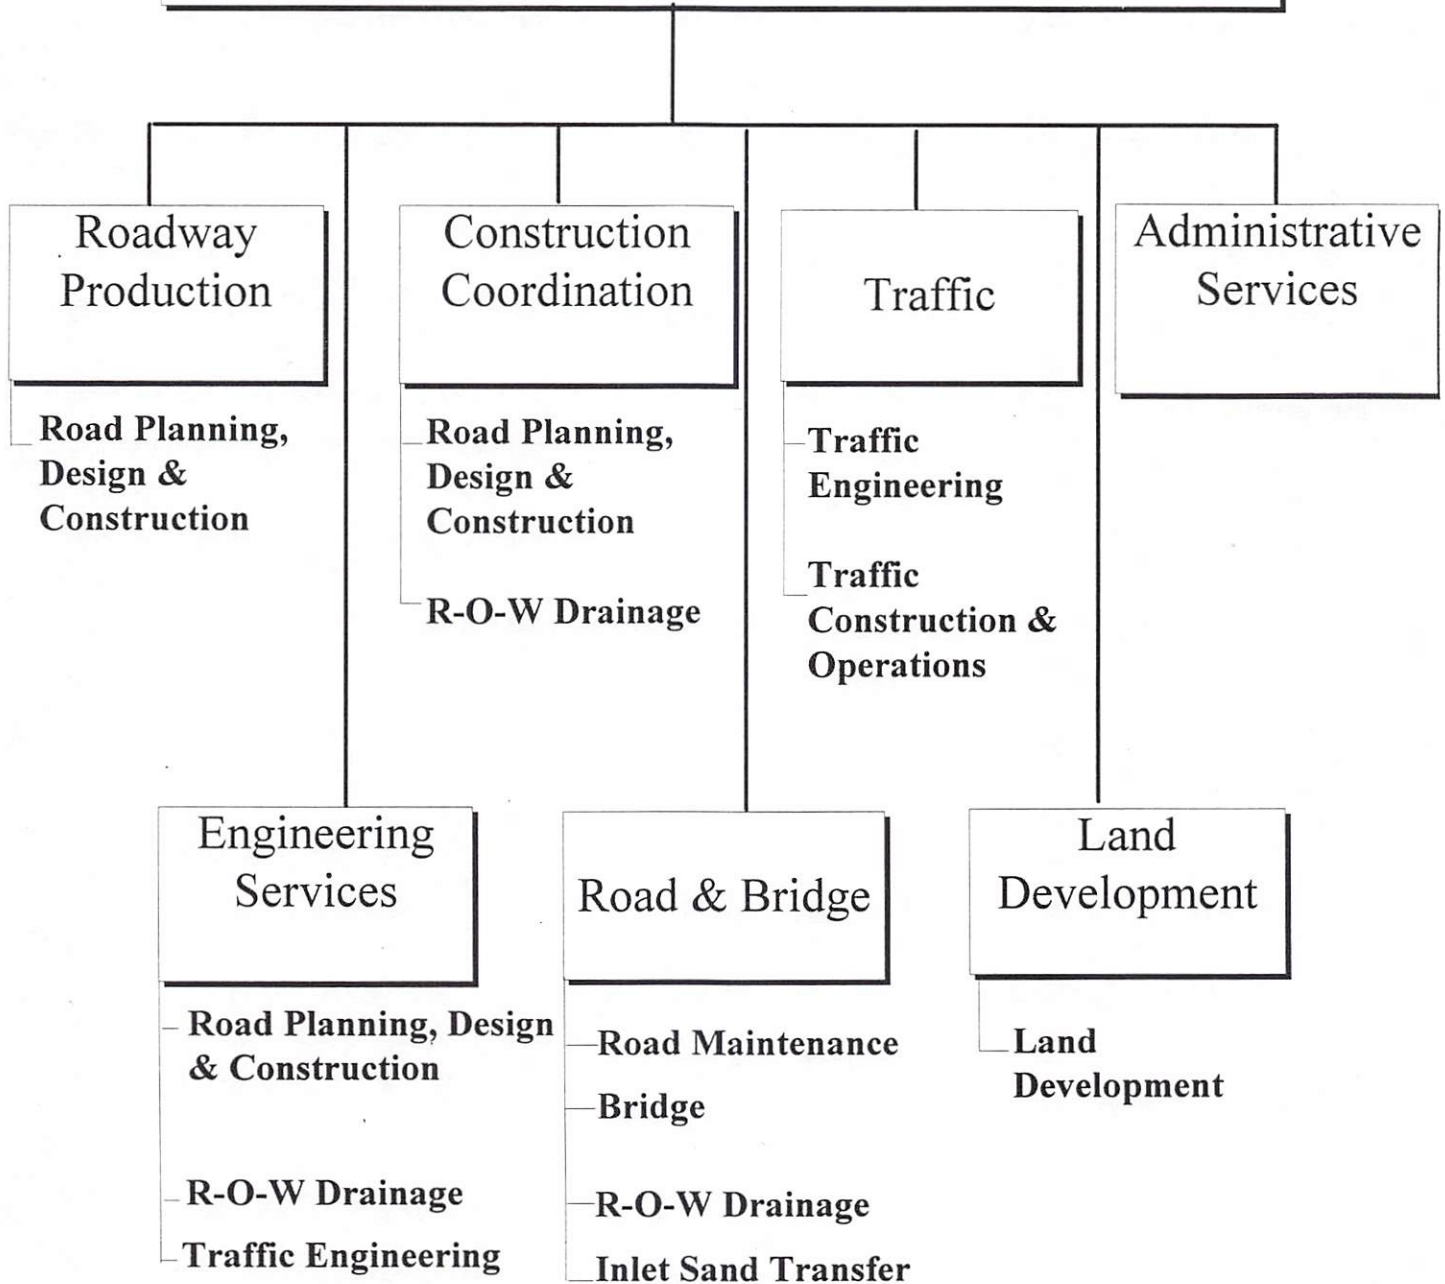 Roadway
Production
Construction
Coordination
Traffic
Administrative
Services
Road Planning,
Design &
Construction
Road Planning,
Design &
Construction
R-O-W Drainage
Traffic
Engineering
Traffic
Construction &
Operations
Engineering
Services
Road & Bridge
Land
Development
Road Planning, Design
& Construction
R-O-W Drainage
Traffic Engineering
Road Maintenance
Bridge
R-O-W Drainage
Inlet Sand Transfer
Land
Development